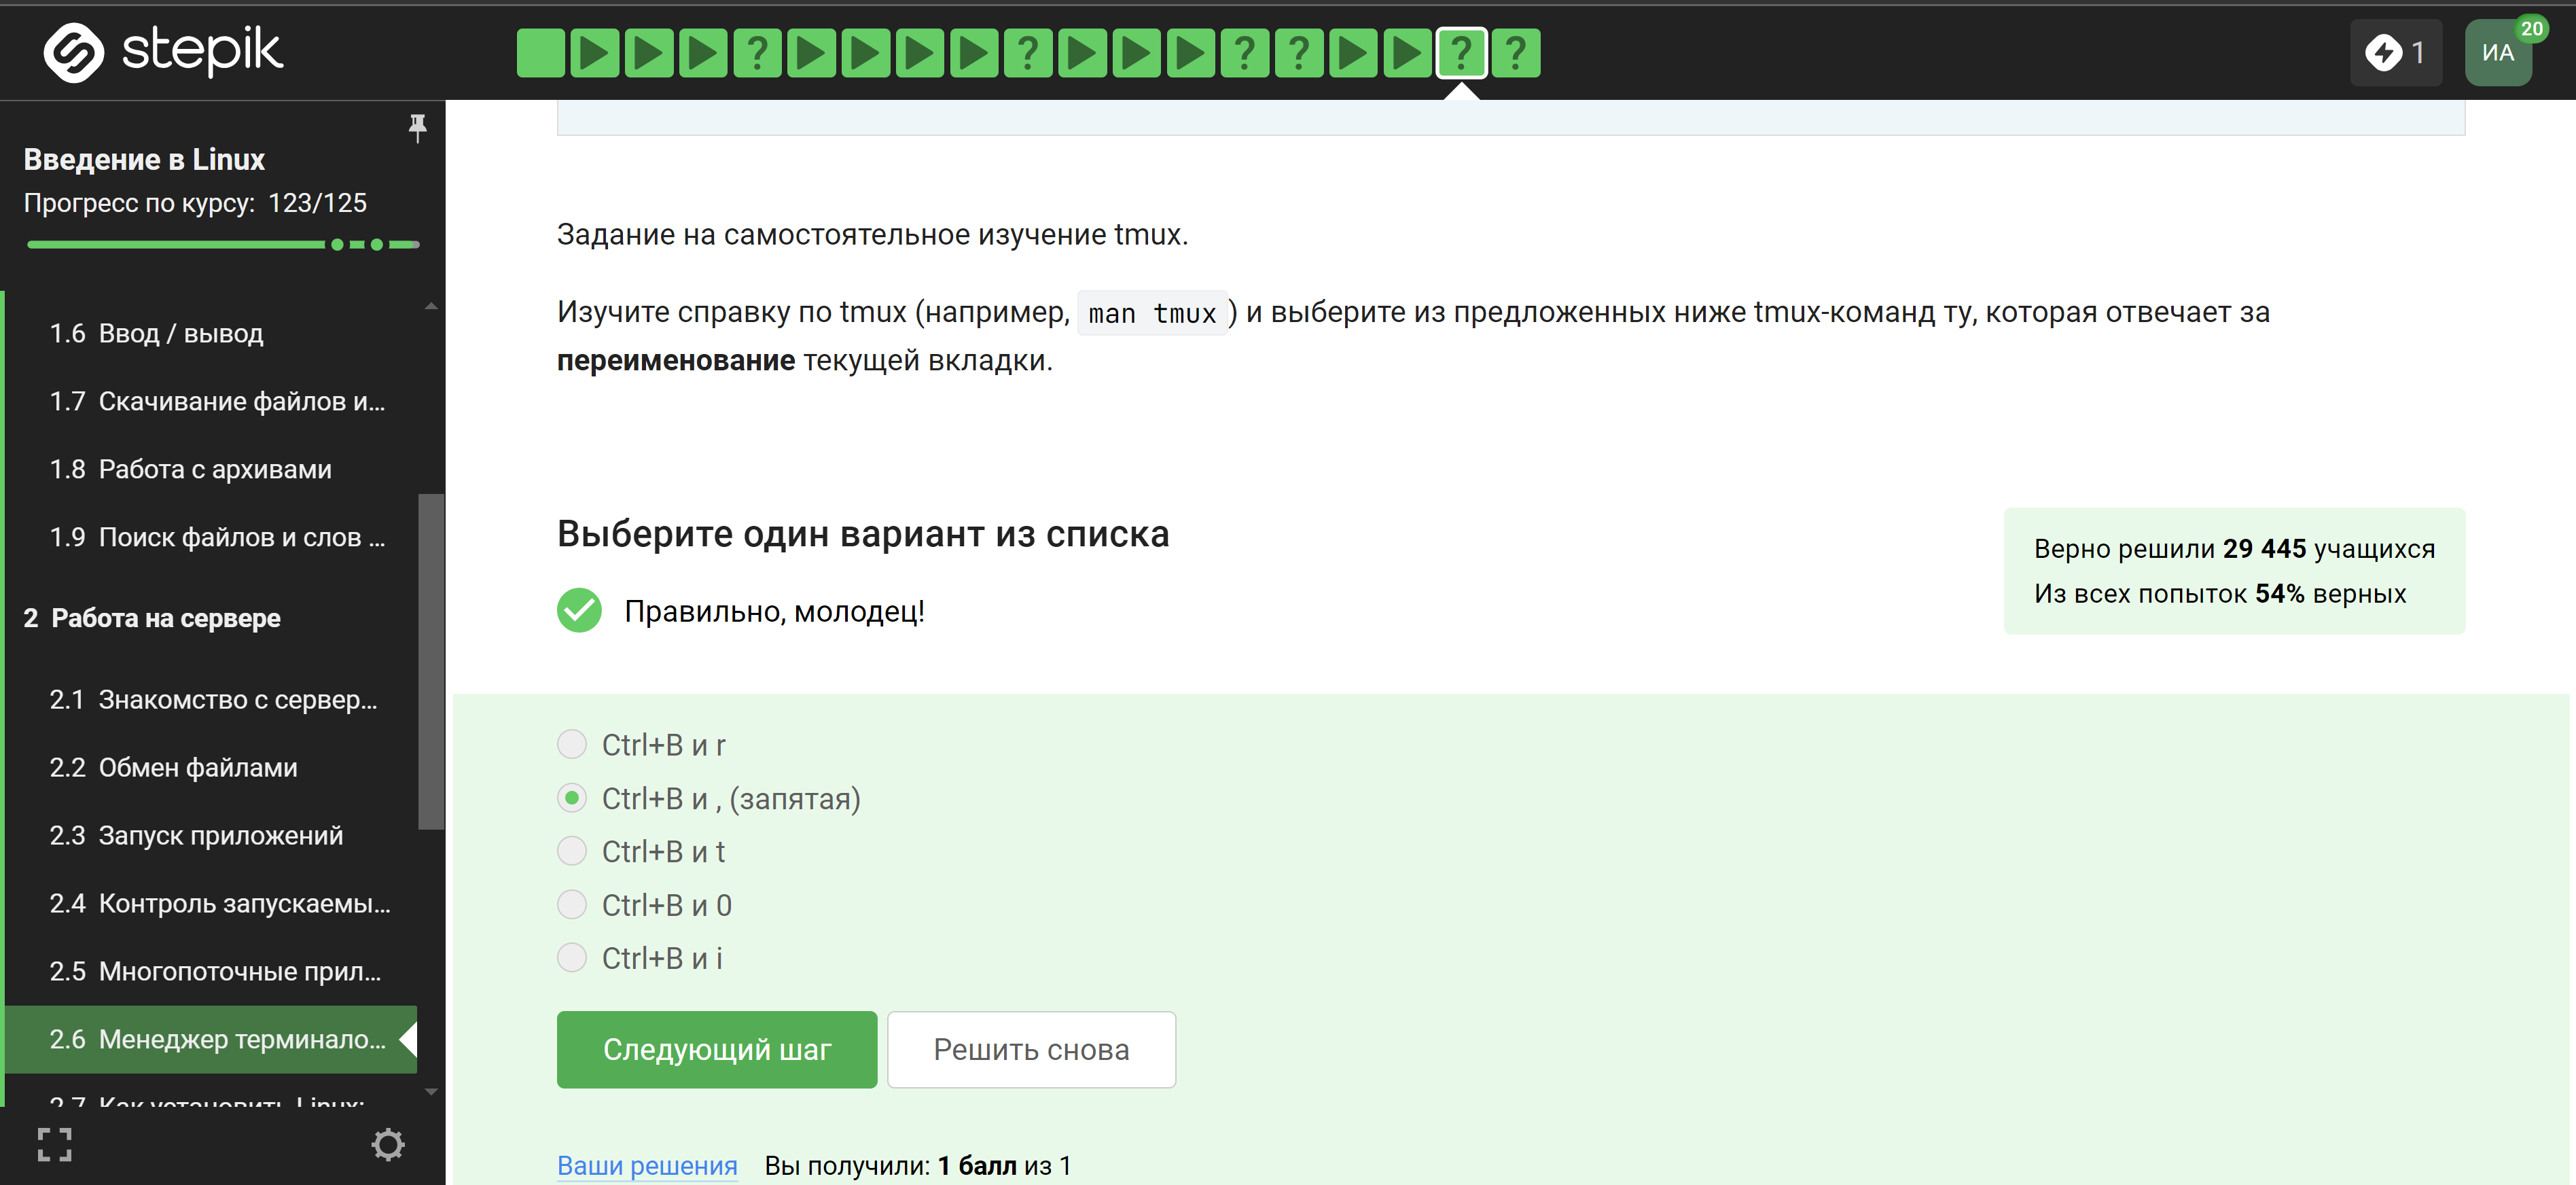 stepik
?
?
?
?
?
?
1
ИА
20
Введение в Linux
Прогресс по курсу: 123/125
1.6 Ввод / вывод
1.7 Скачивание файлов и...
1.8 Работа с архивами
1.9 Поиск файлов и слов ...
2 Работа на сервере
2.1 Знакомство с сервер...
2.2 Обмен файлами
2.3 Запуск приложений
2.4 Контроль запускаемы...
2.5 Многопоточные прил...
2.6 Менеджер терминало...
2.7 Как установить Linux:
Задание на самостоятельное изучение tmux.
Изучите справку по tmux (например, man tmux) и выберите из предложенных ниже tmux-команд ту, которая отвечает за
переименование текущей вкладки.
Выберите один вариант из списка
Правильно, молодец!
Верно решили 29 445 учащихся
Из всех попыток 54% верных
Ctrl+B и r
Ctrl+B и , (запятая)
Ctrl+B и t
Ctrl+B и 0
Ctrl+B и i
Следующий шаг
Решить снова
Ваши решения Вы получили: 1 балл из 1